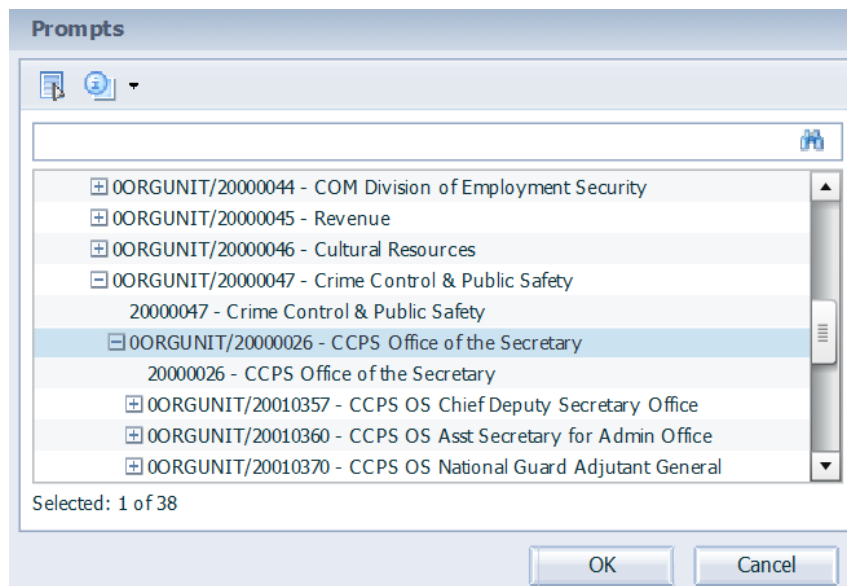 Prompts
0ORGUNIT/20000044 - COM Division of Employment Security
0ORGUNIT/20000045 - Revenue
0ORGUNIT/20000046 - Cultural Resources
0ORGUNIT/20000047 - Crime Control & Public Safety
20000047 - Crime Control & Public Safety
0ORGUNIT/20000026 - CCPS Office of the Secretary
20000026 - CCPS Office of the Secretary
0ORGUNIT/20010357 - CCPS OS Chief Deputy Secretary Office
0ORGUNIT/20010360 - CCPS OS Asst Secretary for Admin Office
0ORGUNIT/20010370 - CCPS OS National Guard Adjutant General
Selected: 1 of 38
OK Cancel